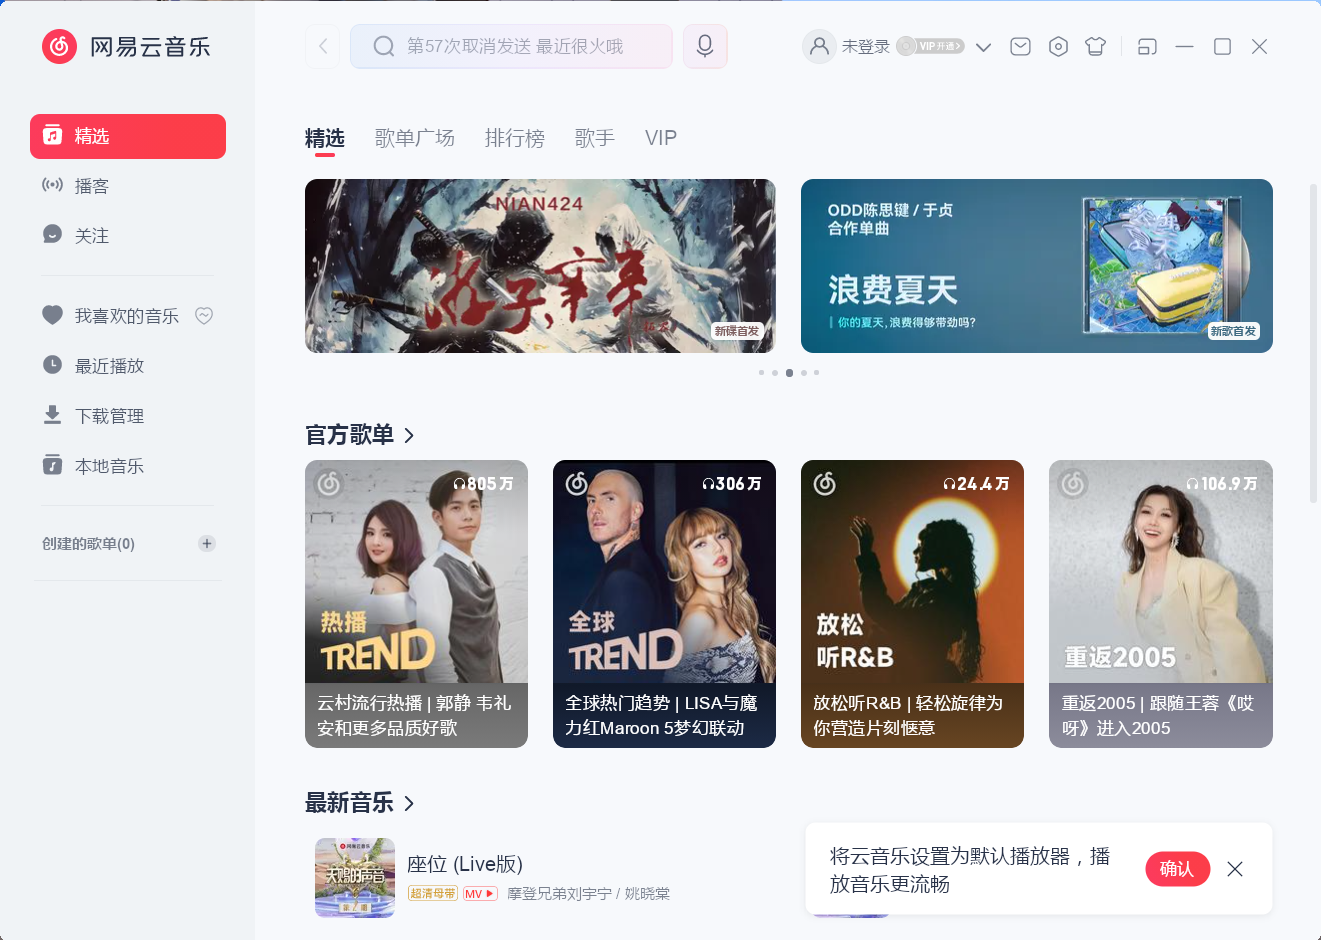 网易云音乐
第57次取消发送 最近很火哦
未登录
VIP开通
精选
播客
关注
我喜欢的音乐
最近播放
下载管理
本地音乐
创建的歌单(0)
精选
歌单广场
排行榜
歌手
VIP
NIAN424
新碟首发
ODD陈思键 / 于贞
合作单曲
浪费夏天
你的夏天,浪费得够带劲吗?
新歌首发
官方歌单
805万
热播
TREND
云村流行热播 | 郭静 韦礼
安和更多品质好歌
306万
全球
TREND
全球热门趋势 | LISA与魔
力红Maroon 5梦幻联动
24.4万
放松
听R&B
放松听R&B | 轻松旋律为
你营造片刻惬意
106.9万
重返2005
重返2005 | 跟随王蓉《哎
呀》进入2005
最新音乐
网易云音乐
天赐的声音
座位 (Live版)
超清母带
MV
摩登兄弟刘宇宁 / 姚晓棠
将云音乐设置为默认播放器，播
放音乐更流畅
确认